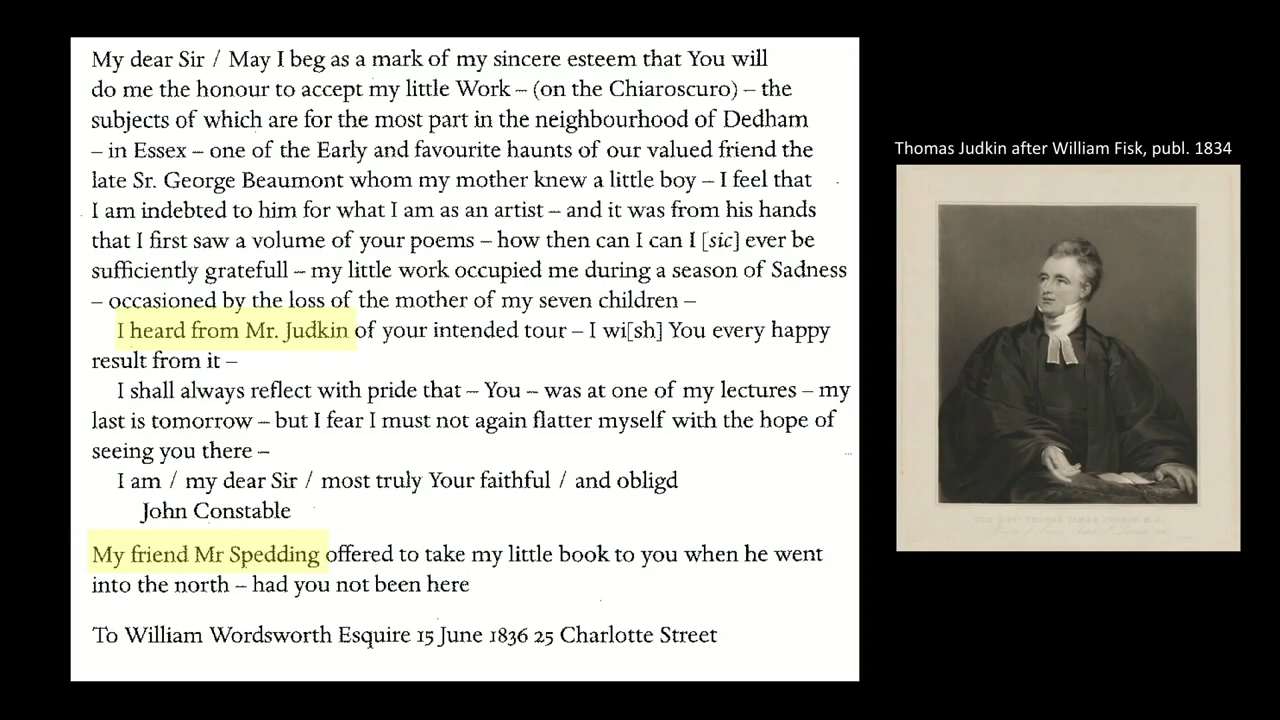 My dear Sir / May I beg as a mark of my sincere esteem that You will
do me the honour to accept my little Work – (on the Chiaroscuro) – the
subjects of which are for the most part in the neighbourhood of Dedham
– in Essex – one of the Early and favourite haunts of our valued friend the
late Sr. George Beaumont whom my mother knew a little boy – I feel that
I am indebted to him for what I am as an artist – and it was from his hands
that I first saw a volume of your poems – how then can I can I [sic] ever be
sufficiently gratefull – my little work occupied me during a season of Sadness
– occasioned by the loss of the mother of my seven children –
I heard from Mr. Judkin of your intended tour – I wi[sh] You every happy
result from it –
I shall always reflect with pride that – You – was at one of my lectures – my
last is tomorrow – but I fear I must not again flatter myself with the hope of
seeing you there –
I am / my dear Sir / most truly Your faithful / and obligd
John Constable
My friend Mr Spedding offered to take my little book to you when he went
into the north – had you not been here
To William Wordsworth Esquire 15 June 1836 25 Charlotte Street
Thomas Judkin after William Fisk, publ. 1834